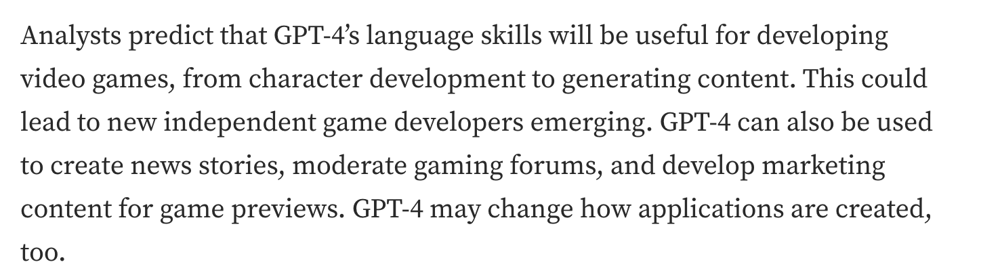 Analysts predict that GPT-4’s language skills will be useful for developing
video games, from character development to generating content. This could
lead to new independent game developers emerging. GPT-4 can also be used
to create news stories, moderate gaming forums, and develop marketing
content for game previews. GPT-4 may change how applications are created,
too.